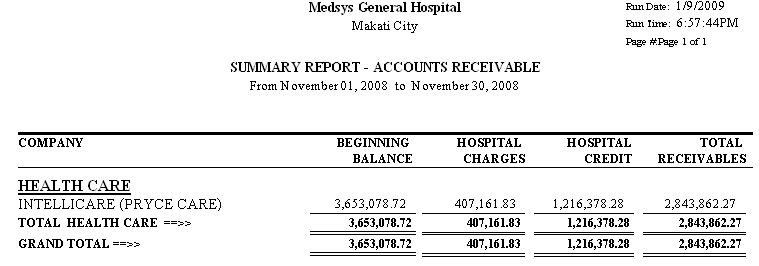 Medsys General Hospital
Makati City
Run Date: 1/9/2009
Run Time: 6:57:44PM
Page #:Page 1 of 1
SUMMARY REPORT - ACCOUNTS RECEIVABLE
From November 01, 2008 to November 30, 2008
COMPANY BEGINNING BALANCE HOSPITAL CHARGES HOSPITAL CREDIT TOTAL RECEIVABLES
HEALTH CARE
INTELLICARE (PRYCE CARE) 3,653,078.72 407,161.83 1,216,378.28 2,843,862.27
TOTAL HEALTH CARE ==>> 3,653,078.72 407,161.83 1,216,378.28 2,843,862.27
GRAND TOTAL ==>> 3,653,078.72 407,161.83 1,216,378.28 2,843,862.27